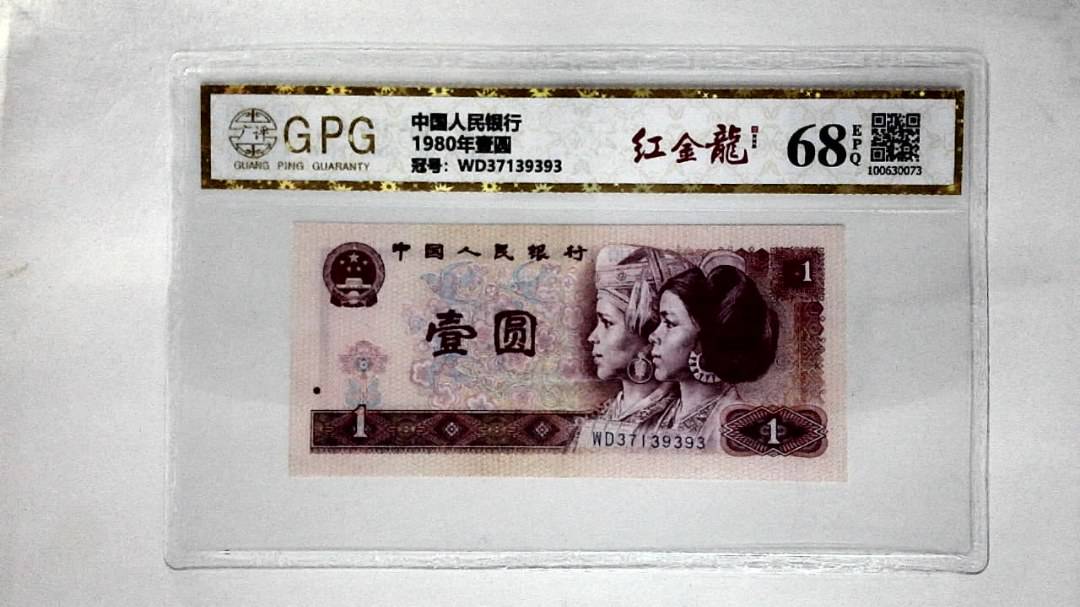 广评
GPG
GUANG PING GUARANTY
中国人民银行
1980年壹圆
冠号: WD37139393
红金龍
68
EPQ
100630073
中国人民银行
1
壹圆
1
WD37139393
1